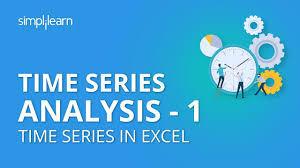 simplilearn
TIME SERIES
ANALYSIS - 1
TIME SERIES IN EXCEL